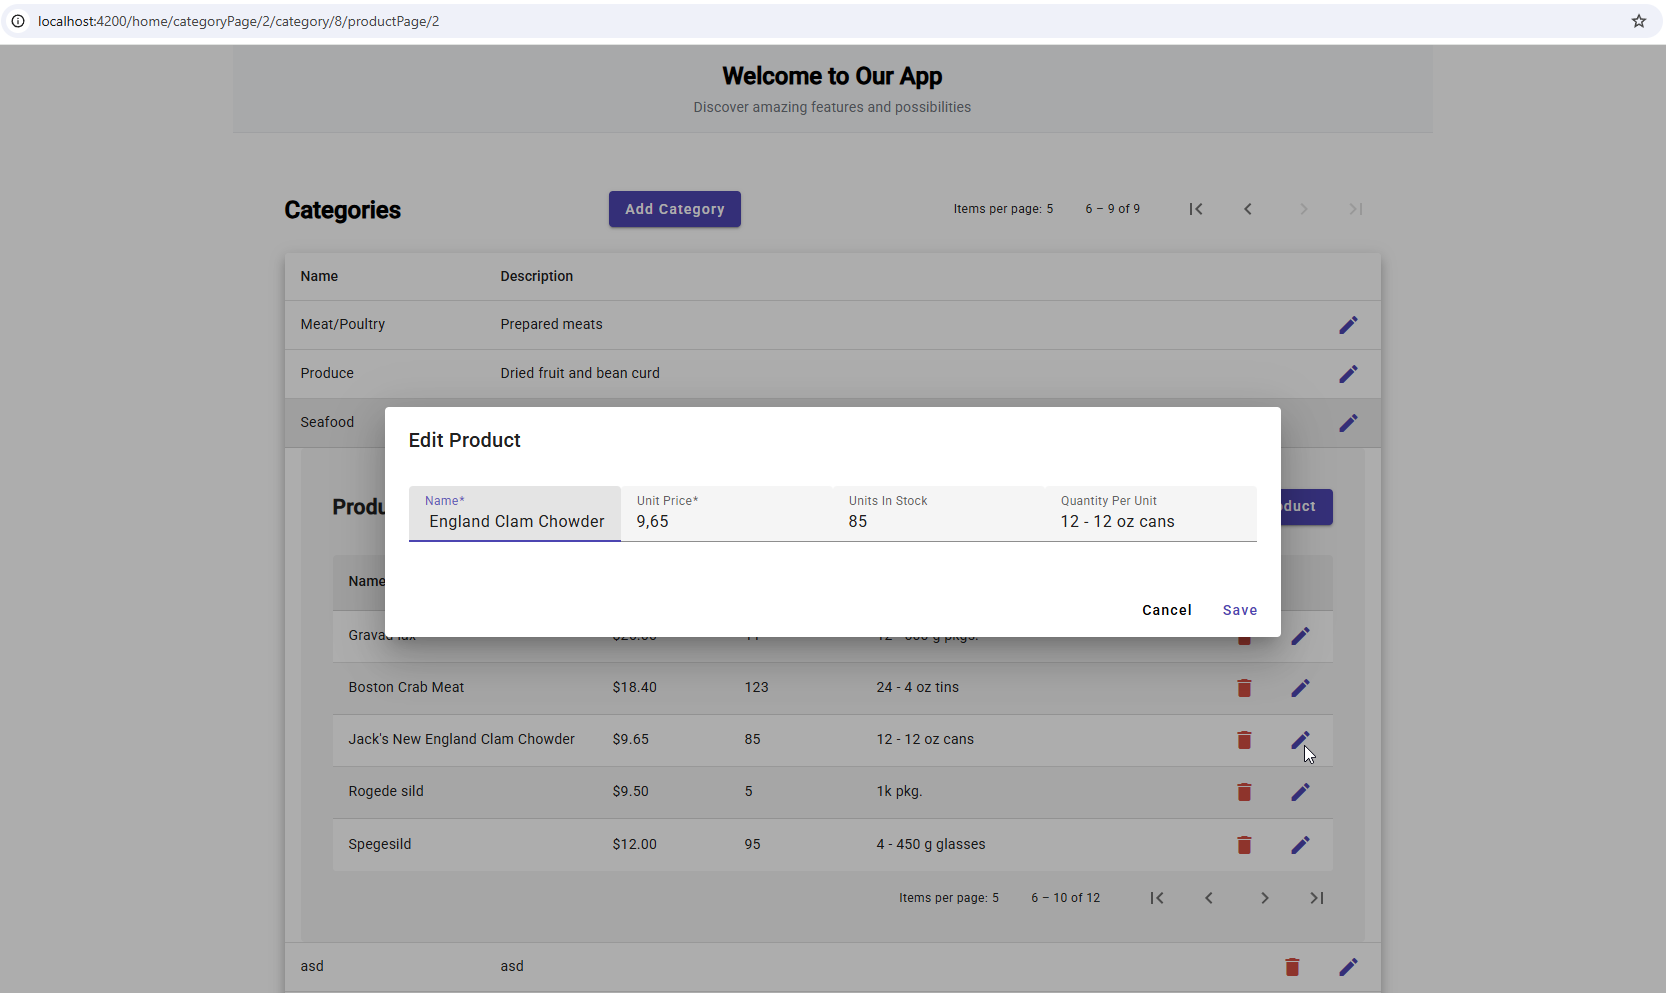 localhost:4200/home/categoryPage/2/category/8/productPage/2
Welcome to Our App
Discover amazing features and possibilities
Categories
Add Category
Items per page: 5 6 – 9 of 9
Name Description
Meat/Poultry Prepared meats
Produce Dried fruit and bean curd
Seafood
Edit Product
Name* Unit Price* Units In Stock Quantity Per Unit
England Clam Chowder 9,65 85 12 - 12 oz cans
Cancel Save
Produ
duct
Name
Gravad lax
Boston Crab Meat $18.40 123 24 - 4 oz tins
Jack's New England Clam Chowder $9.65 85 12 - 12 oz cans
Rogede sild $9.50 5 1k pkg.
Spegesild $12.00 95 4 - 450 g glasses
Items per page: 5 6 – 10 of 12
asd asd